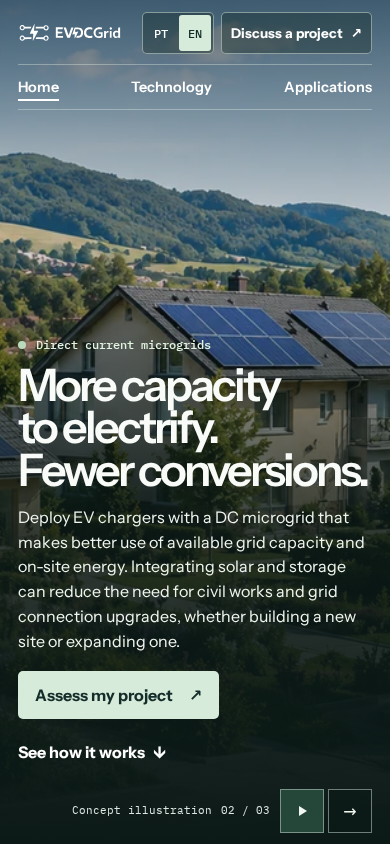 EVDCGrid
PT EN
Discuss a project ↗
Home Technology Applications
Direct current microgrids
More capacity
to electrify.
Fewer conversions.
Deploy EV chargers with a DC microgrid that
makes better use of available grid capacity and
on-site energy. Integrating solar and storage
can reduce the need for civil works and grid
connection upgrades, whether building a new
site or expanding one.
Assess my project ↗
See how it works ↓
Concept illustration 02 / 03 →